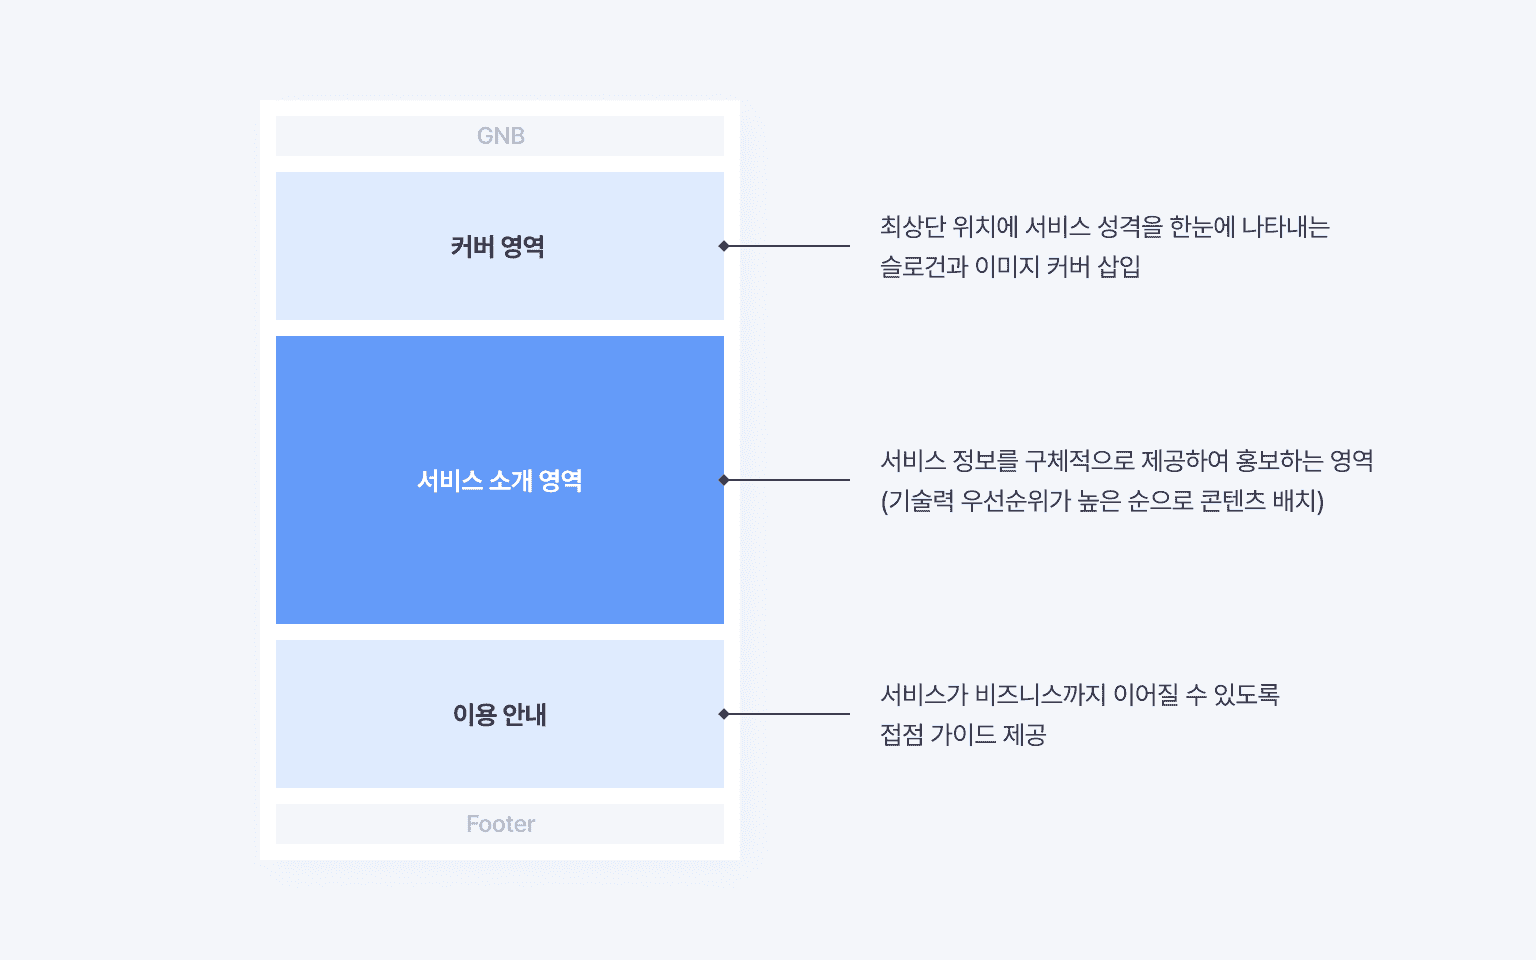 GNB
커버 영역
최상단 위치에 서비스 성격을 한눈에 나타내는
슬로건과 이미지 커버 삽입
서비스 소개 영역
서비스 정보를 구체적으로 제공하여 홍보하는 영역
(기술력 우선순위가 높은 순으로 콘텐츠 배치)
이용 안내
서비스가 비즈니스까지 이어질 수 있도록
접점 가이드 제공
Footer